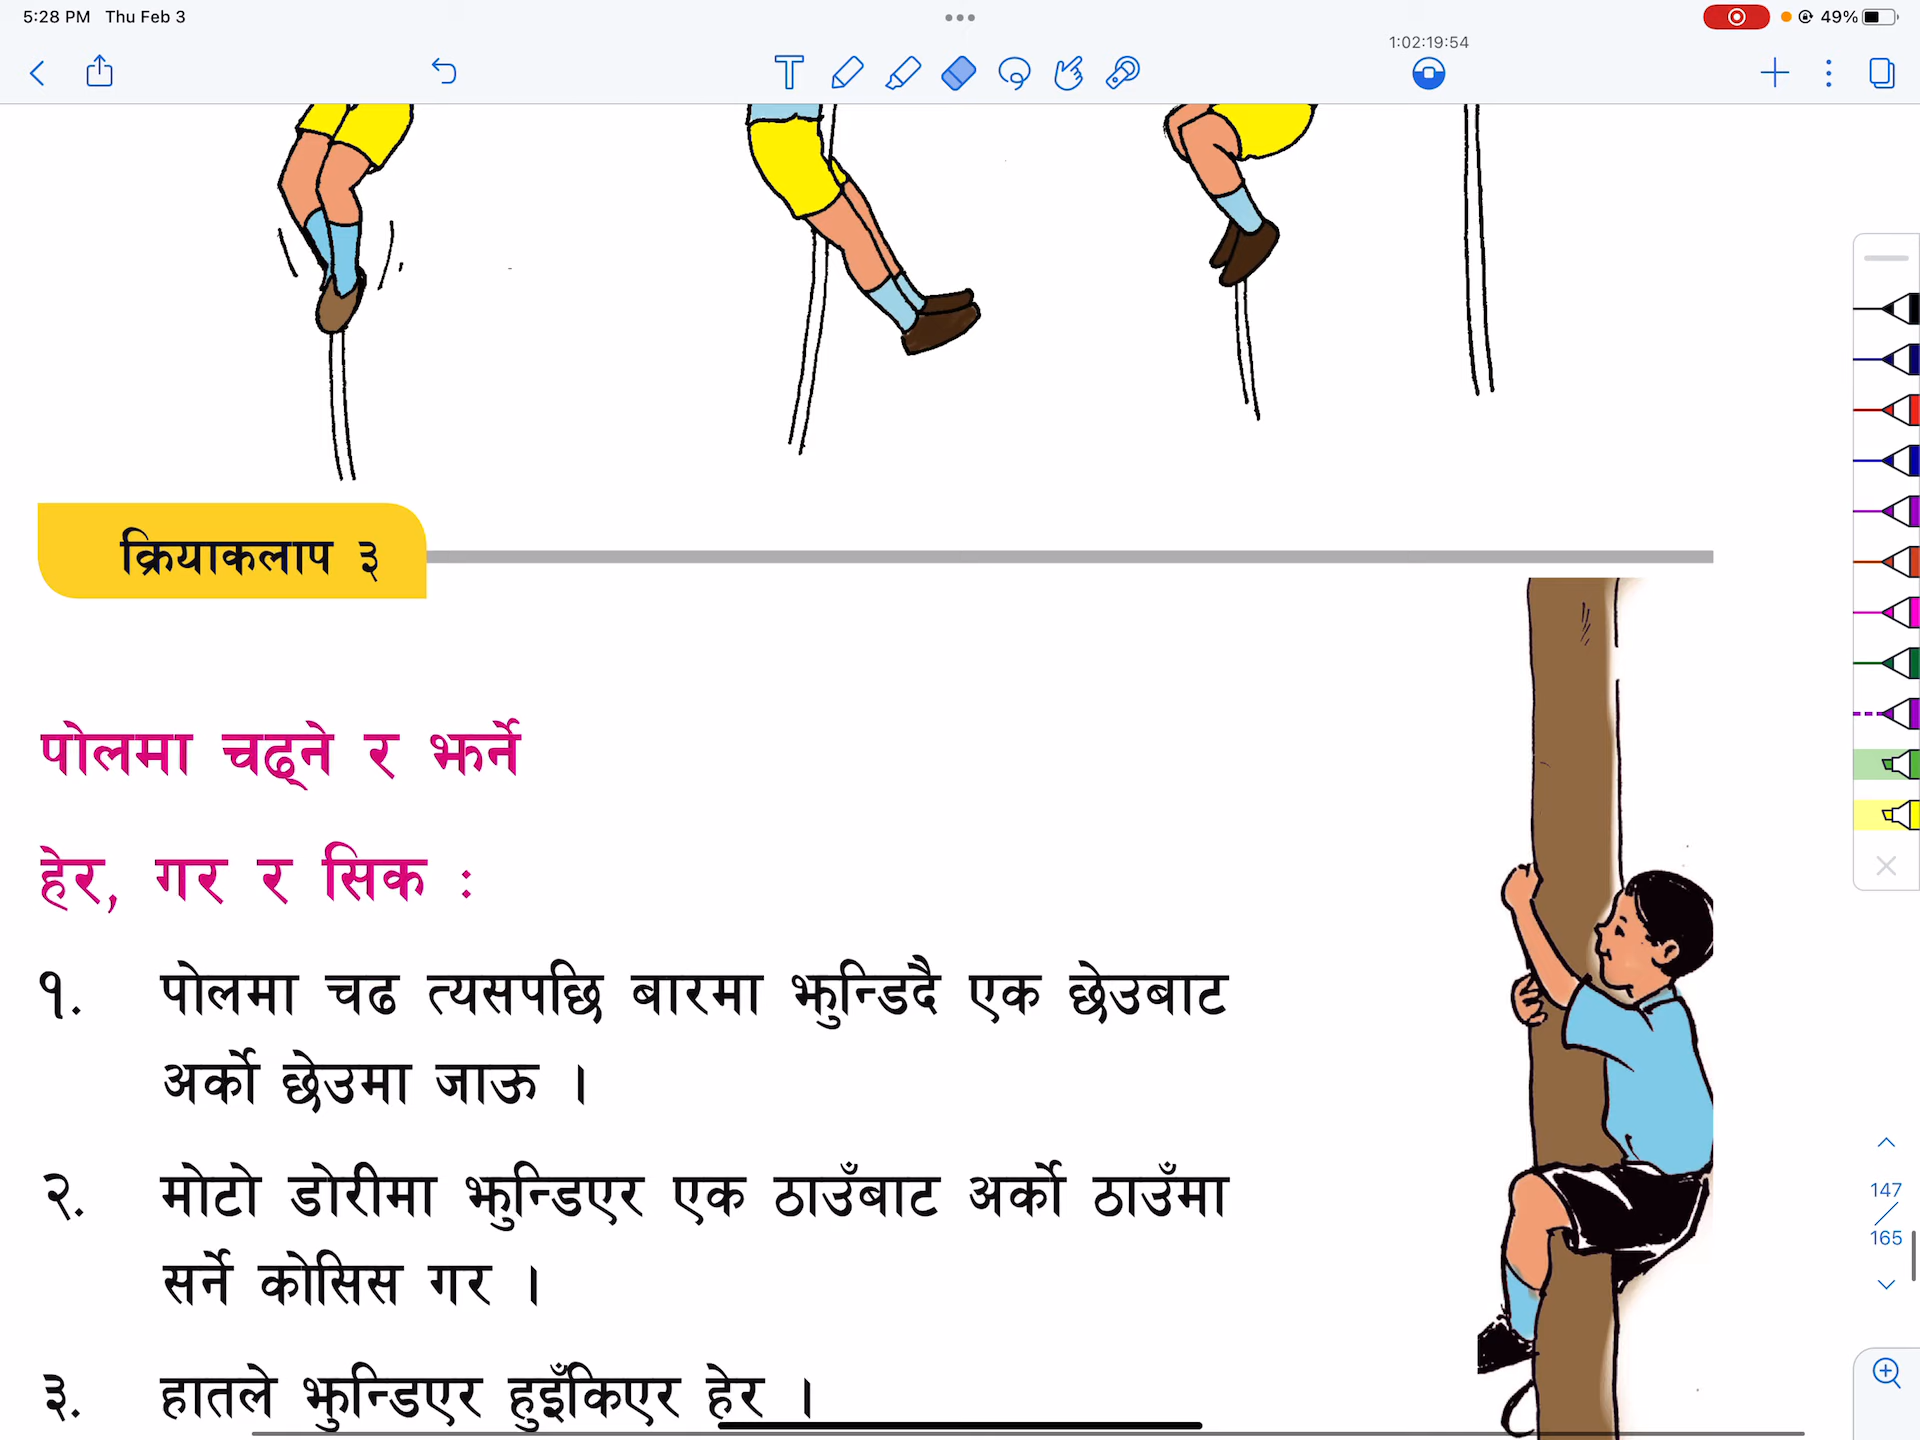 5:28 PM Thu Feb 3
49%
1:02:19:54
क्रियाकलाप ३
पोलमा चढ्ने र झर्ने
हेर, गर र सिक :
१. पोलमा चढ त्यसपछि बारमा झुन्डिदै एक छेउबाट
अर्को छेउमा जाऊ ।
२. मोटो डोरीमा झुन्डिएर एक ठाउँबाट अर्को ठाउँमा
सर्ने कोसिस गर ।
३. हातले झुन्डिएर हुइँकिएर हेर ।
147
165